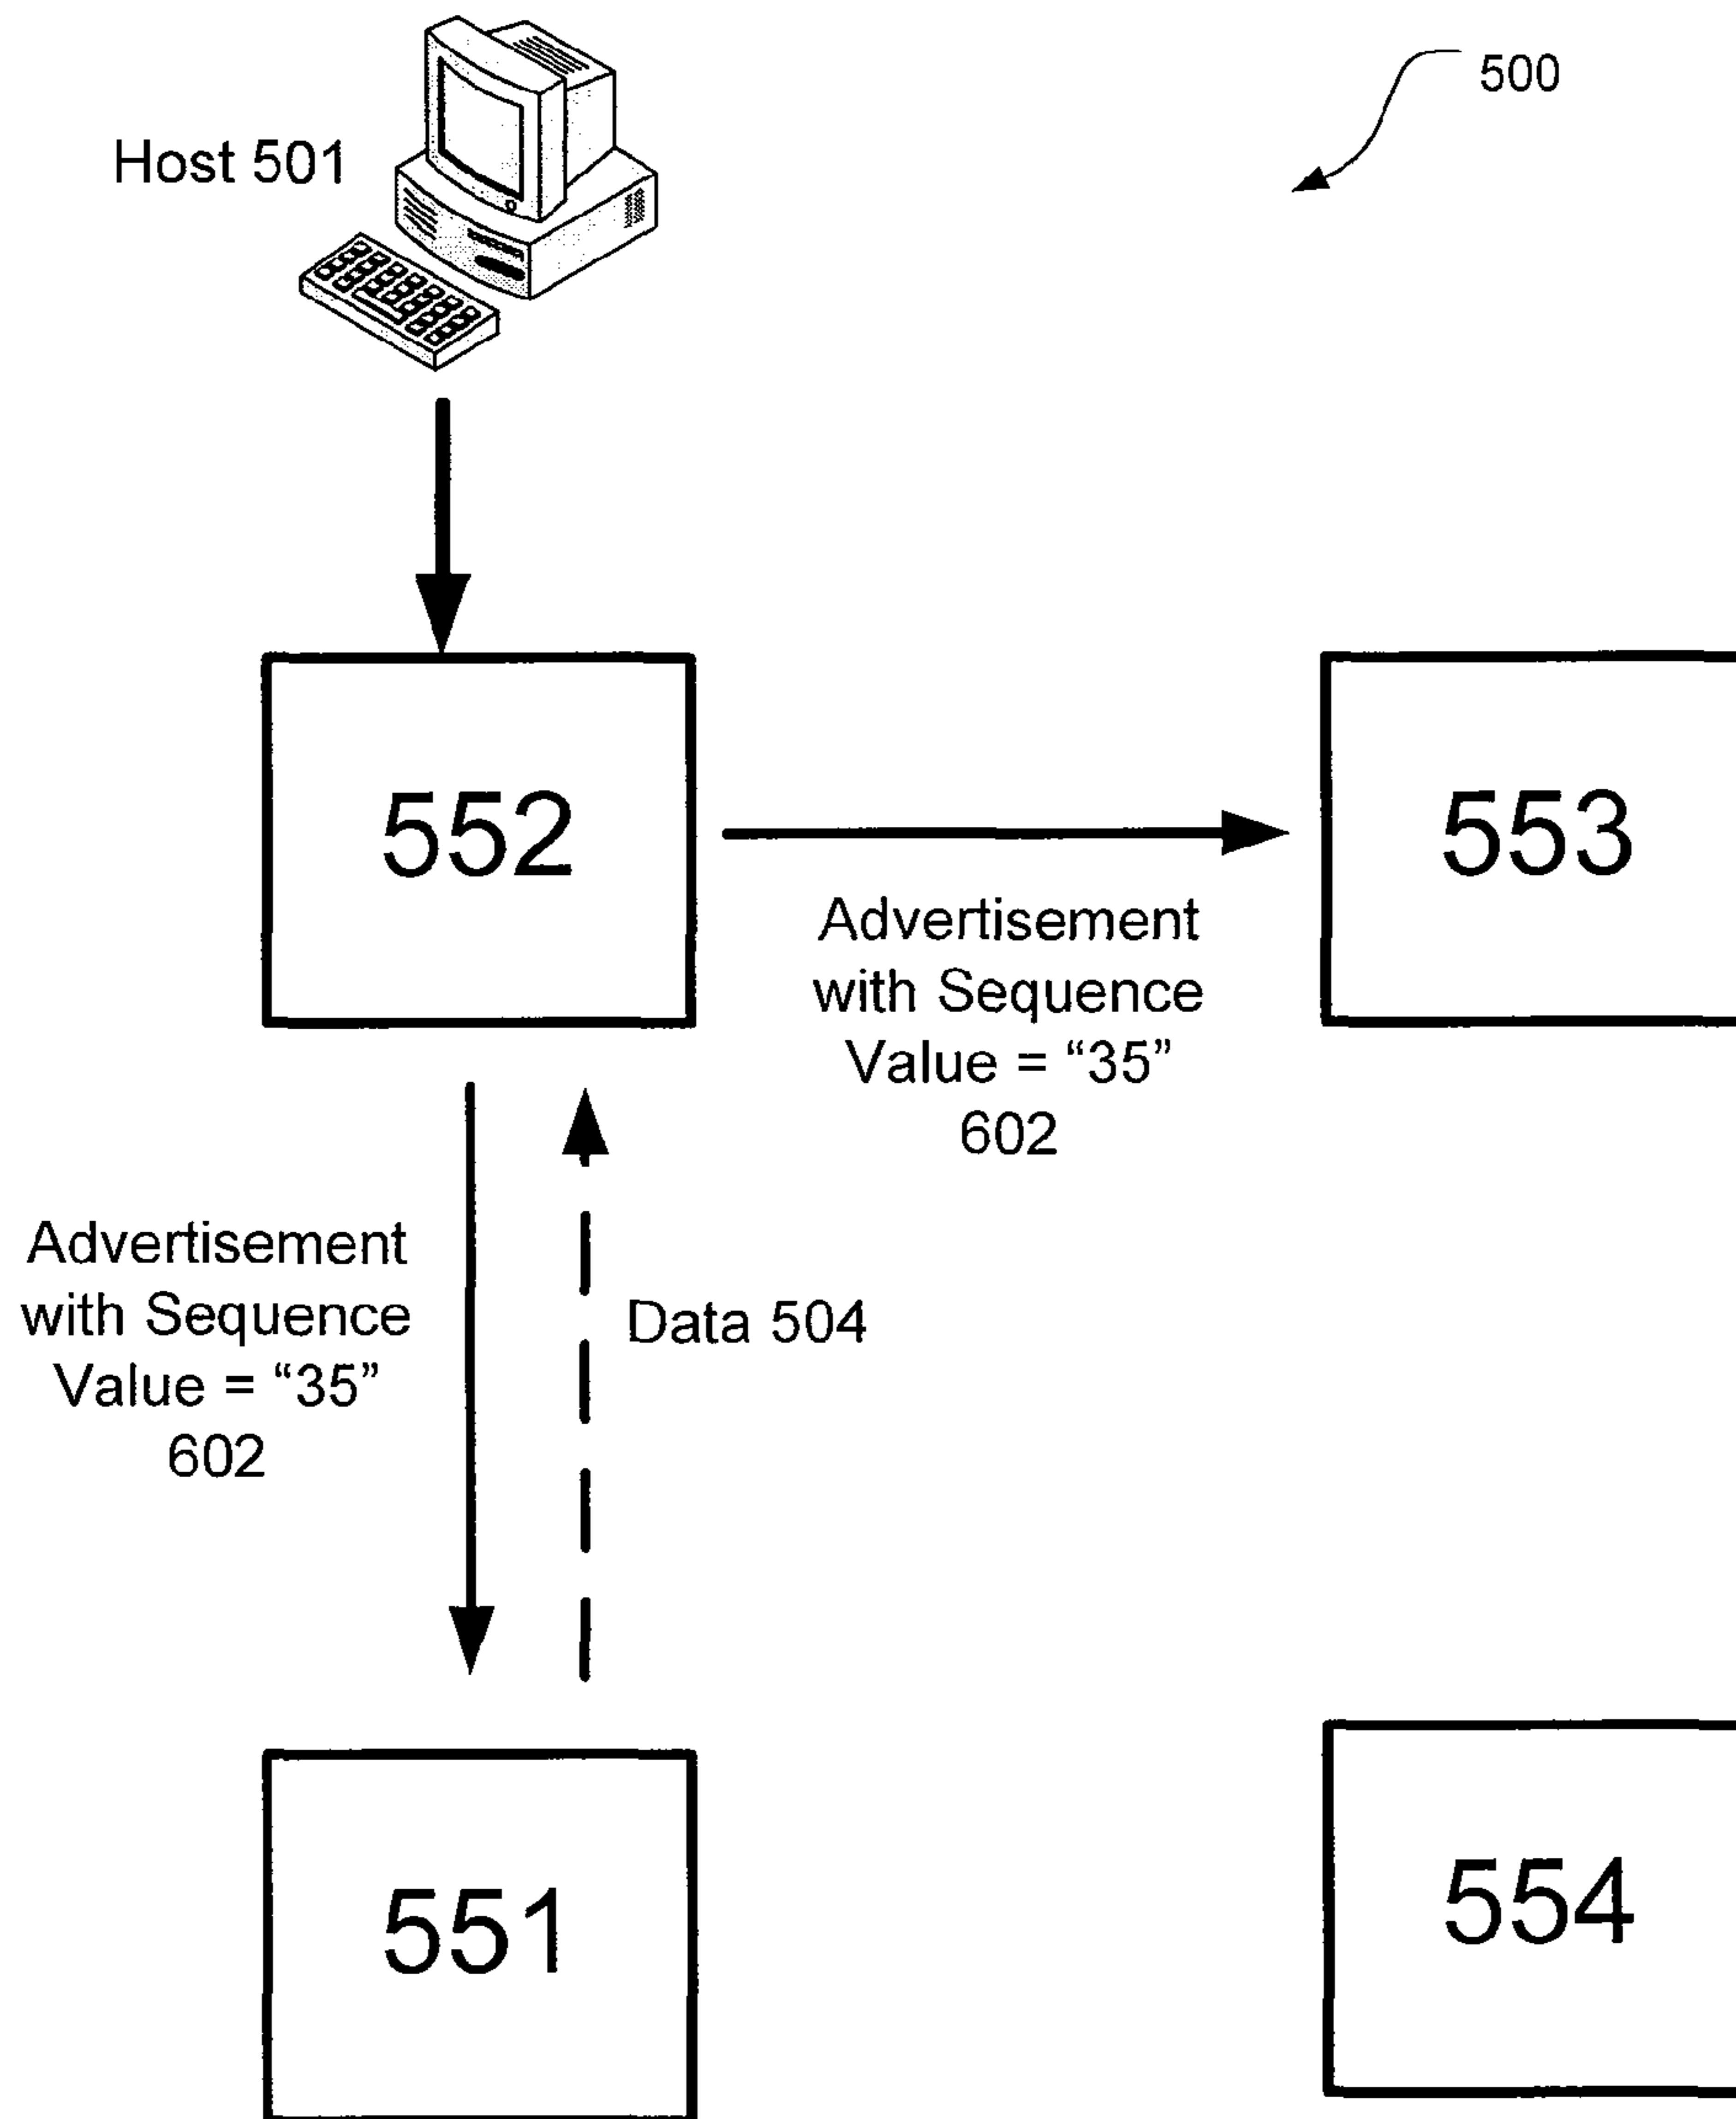 500
Host 501
552
553
Advertisement
with Sequence
Value = “35”
602
Advertisement
with Sequence
Value = “35”
602
Data 504
551
554